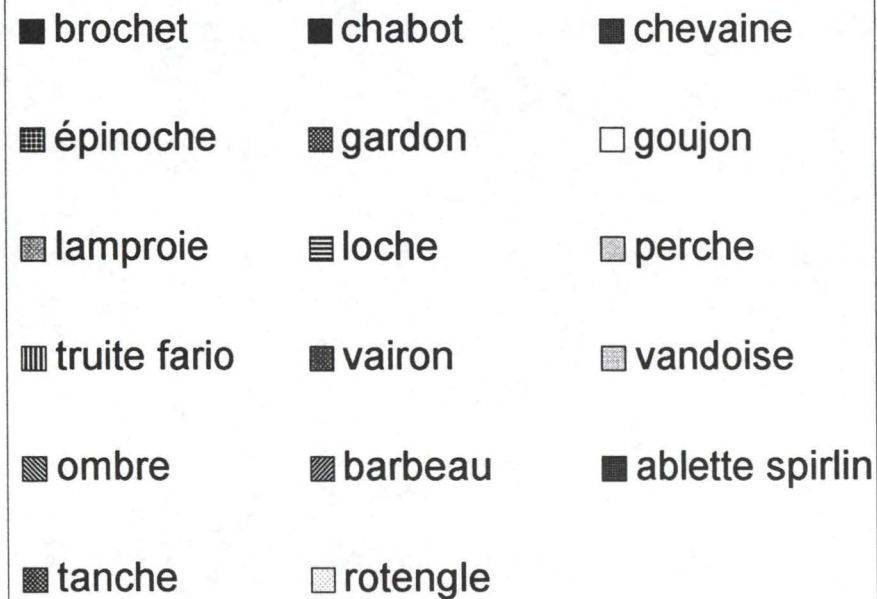 brochet chabot chevaine
épinoche gardon goujon
lamproie loche perche
truite fario vairon vandoise
ombre barbeau ablette spirlin
tanche rotengle